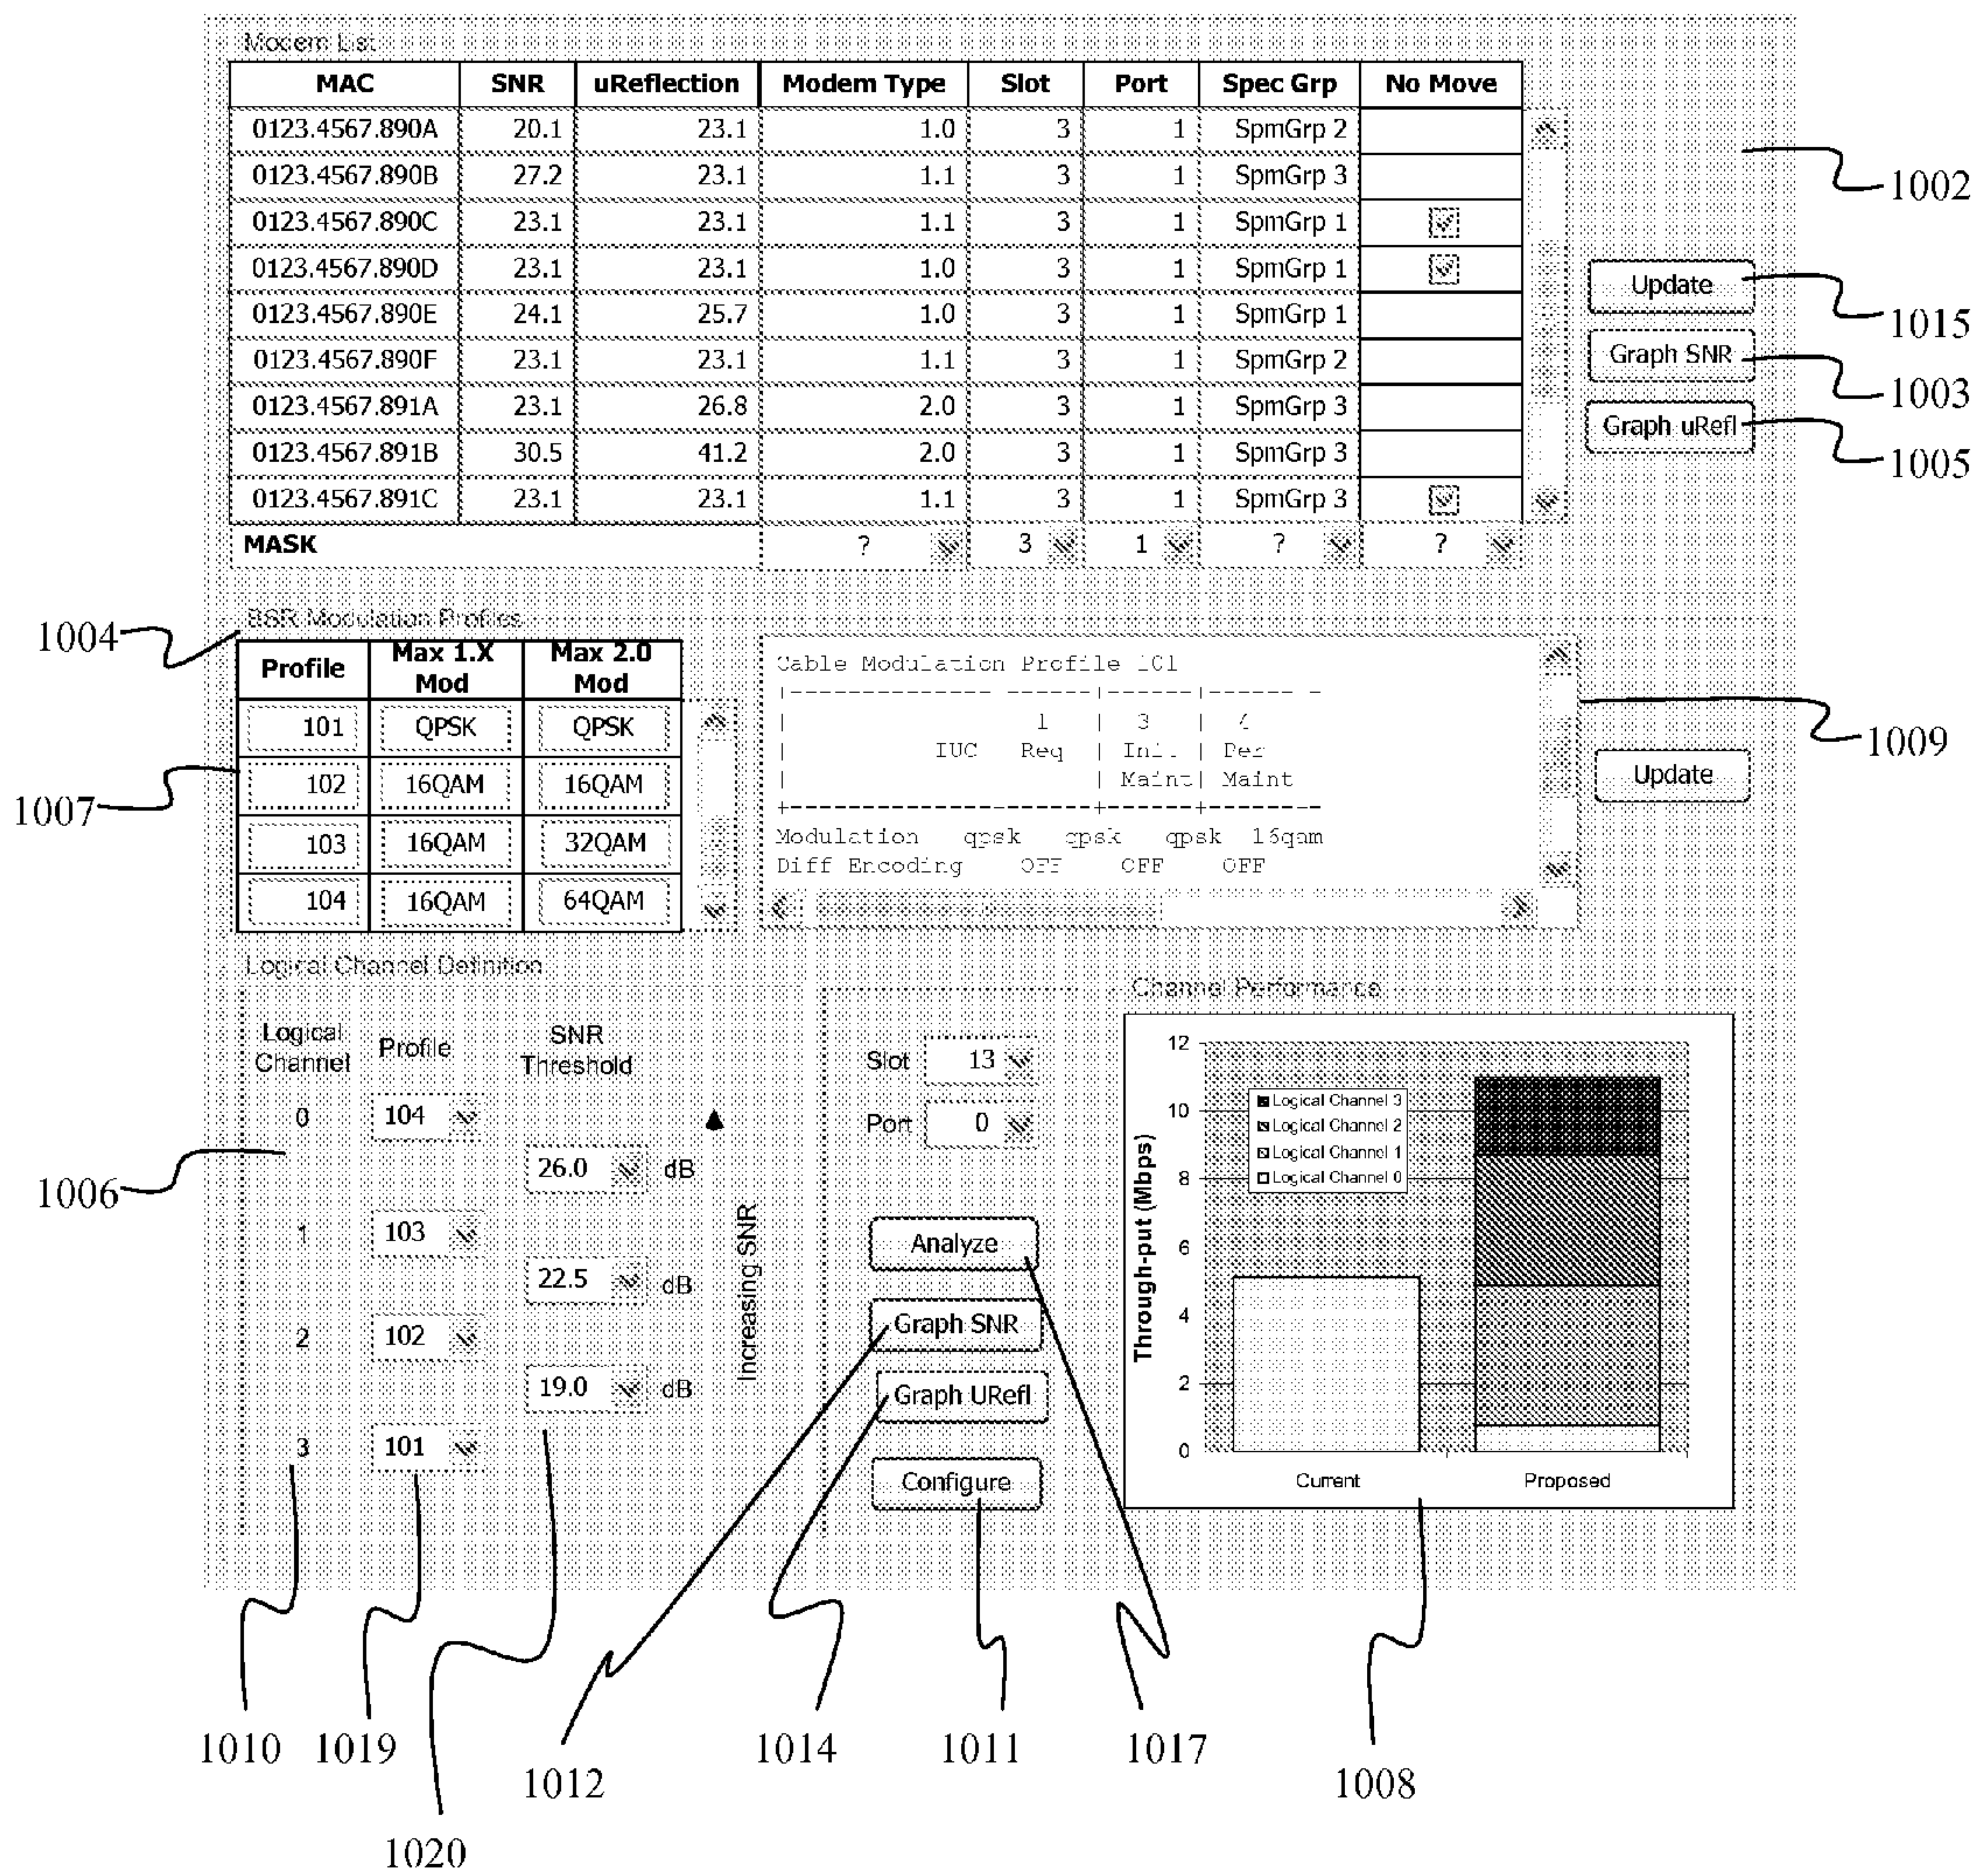 Modem List
MAC SNR uReflection Modem Type Slot Port Spec Grp No Move
0123.4567.890A 20.1 23.1 1.0 3 1 SpmGrp 2
0123.4567.890B 27.2 23.1 1.1 3 1 SpmGrp 3
0123.4567.890C 23.1 23.1 1.1 3 1 SpmGrp 1
0123.4567.890D 23.1 23.1 1.0 3 1 SpmGrp 1
0123.4567.890E 24.1 25.7 1.0 3 1 SpmGrp 1
0123.4567.890F 23.1 23.1 1.1 3 1 SpmGrp 2
0123.4567.891A 23.1 26.8 2.0 3 1 SpmGrp 3
0123.4567.891B 30.5 41.2 2.0 3 1 SpmGrp 3
0123.4567.891C 23.1 23.1 1.1 3 1 SpmGrp 3
MASK ? 3 1 ? ?
1002
Update
1015
Graph SNR
1003
Graph uRefl
1005
BSR Modulation Profiles
1004
Profile Max 1.X Mod Max 2.0 Mod
101 QPSK QPSK
102 16QAM 16QAM
103 16QAM 32QAM
104 16QAM 64QAM
1007
Cable Modulation Profile 101
1 | 3 | 4
IUC Req | Init | Per
| Maint | Maint
Modulation qpsk qpsk qpsk 16qam
Diff Encoding OFF OFF OFF
1009
Update
Logical Channel Definition
Logical Channel Profile SNR Threshold
0 104
26.0 dB
1 103
22.5 dB
2 102
19.0 dB
3 101
Increasing SNR
1006
Slot 13
Port 0
Analyze
Graph SNR
Graph URefl
Configure
Channel Performance
Through-put (Mbps)
12
10
8
6
4
2
0
Logical Channel 3
Logical Channel 2
Logical Channel 1
Logical Channel 0
Current Proposed
1010 1019 1020 1012 1014 1011 1017 1008